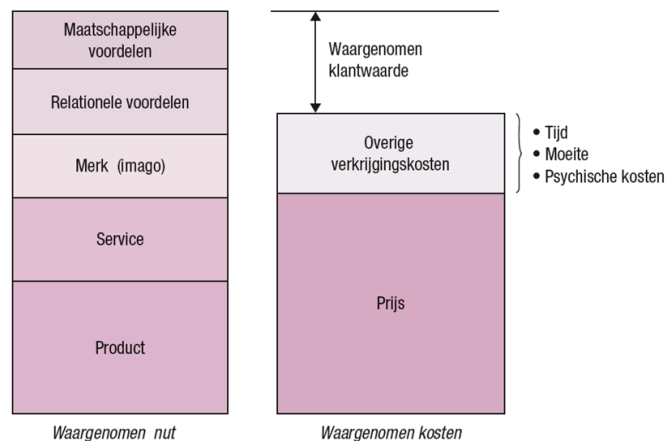 Maatschappelijke
voordelen
Relationele voordelen
Merk (imago)
Service
Product
Waargenomen nut
Waargenomen
klantwaarde
Overige
verkrijgingskosten
• Tijd
• Moeite
• Psychische kosten
Prijs
Waargenomen kosten